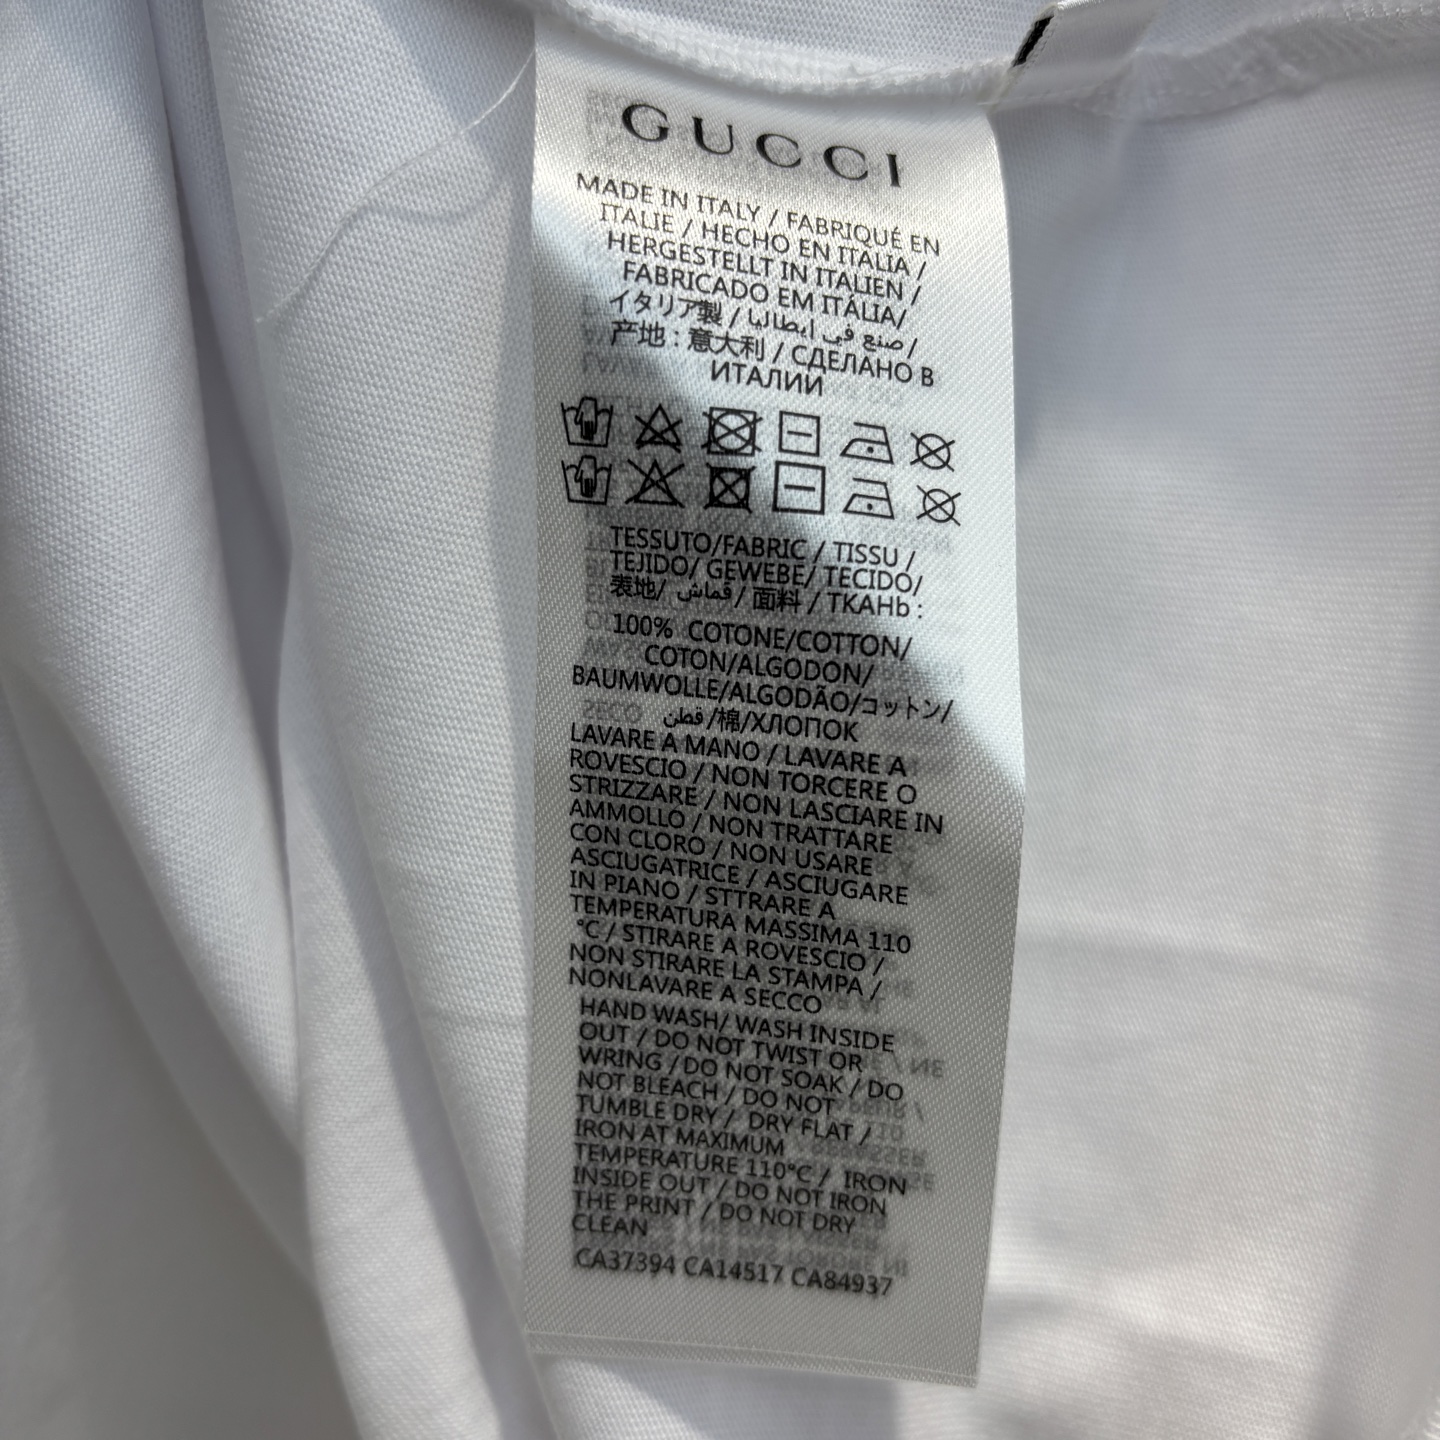 GUCCI
MADE IN ITALY / FABRIQUÉ EN
ITALIE / HECHO EN ITALIA /
HERGESTELLT IN ITALIEN /
FABRICADO EM ITÁLIA/
イタリア製 / صنع في إيطاليا /
产地 : 意大利 / СДЕЛАНО В
ИТАЛИИ
TESSUTO/FABRIC / TISSU /
TEJIDO/ GEWEBE/ TECIDO/
表地/ قماش / 面料 / TKAHb :
100% COTONE/COTTON/
COTON/ALGODON/
BAUMWOLLE/ALGODÃO/コットン/
قطن /棉/ХЛОПОК
LAVARE A MANO / LAVARE A
ROVESCIO / NON TORCERE O
STRIZZARE / NON LASCIARE IN
AMMOLLO / NON TRATTARE
CON CLORO / NON USARE
ASCIUGATRICE / ASCIUGARE
IN PIANO / STTRARE A
TEMPERATURA MASSIMA 110
°C / STIRARE A ROVESCIO /
NON STIRARE LA STAMPA /
NONLAVARE A SECCO
HAND WASH/ WASH INSIDE
OUT / DO NOT TWIST OR
WRING / DO NOT SOAK / DO
NOT BLEACH / DO NOT
TUMBLE DRY / DRY FLAT /
IRON AT MAXIMUM
TEMPERATURE 110°C / IRON
INSIDE OUT / DO NOT IRON
THE PRINT / DO NOT DRY
CLEAN
CA37394 CA14517 CA84937